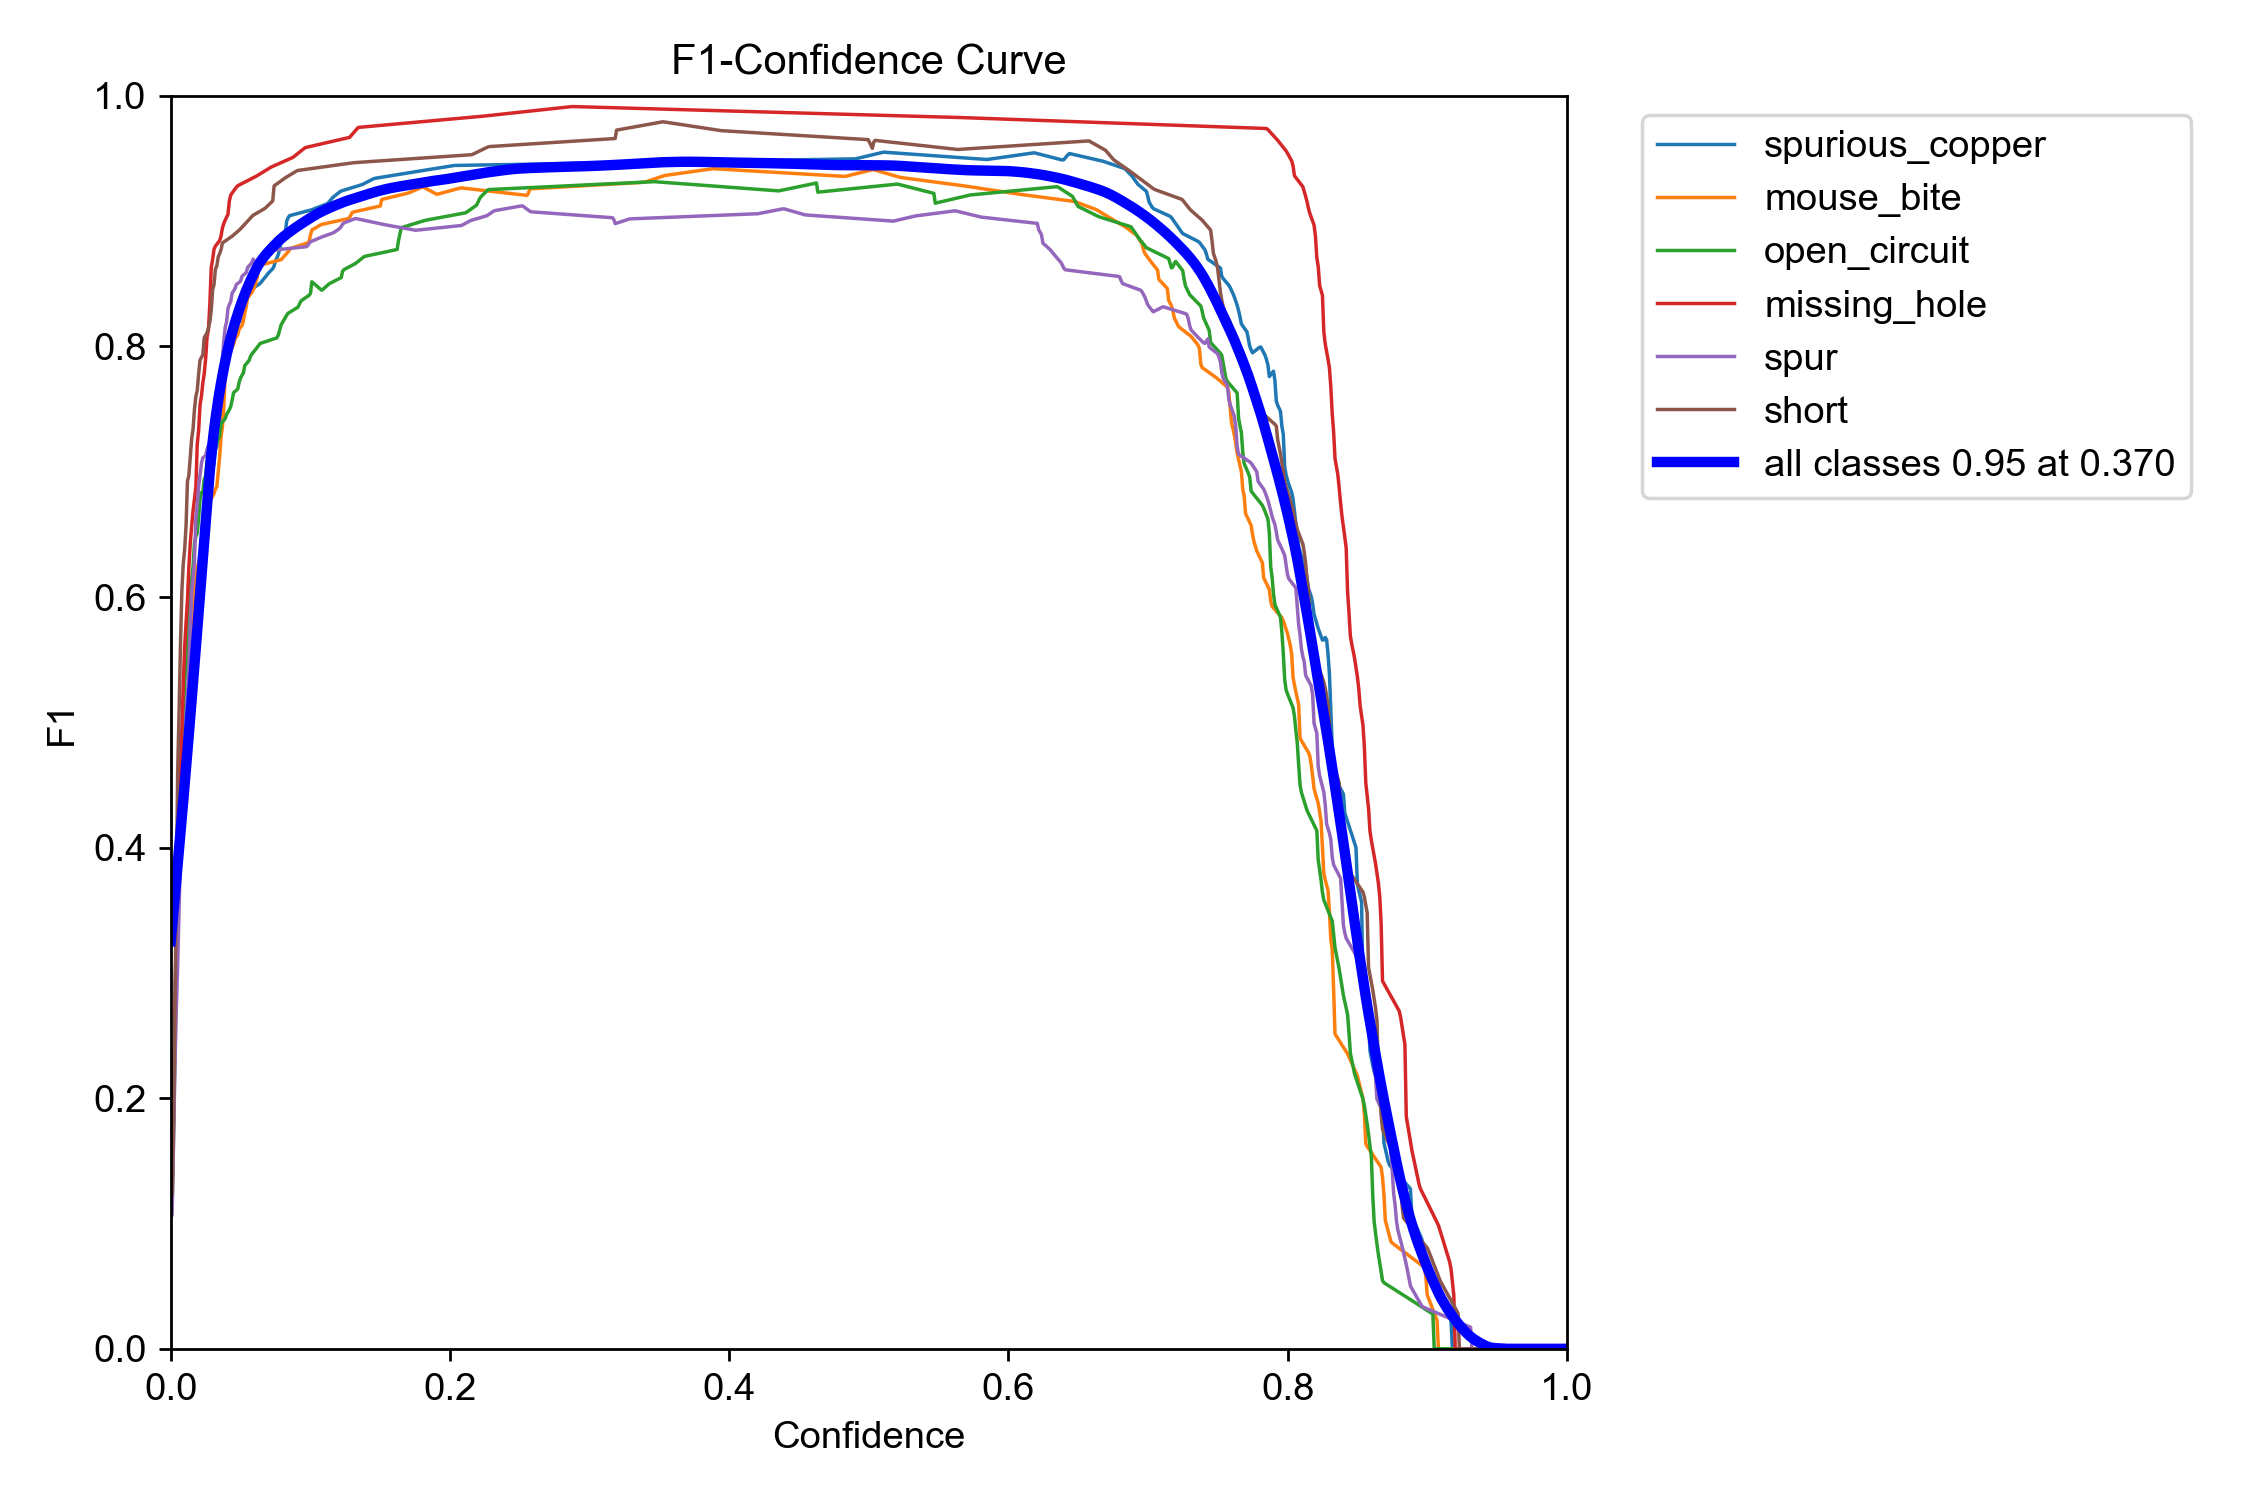 F1-Confidence Curve
1.0
0.8
0.6
0.4
0.2
0.0
F1
0.0 0.2 0.4 0.6 0.8 1.0
Confidence
spurious_copper
mouse_bite
open_circuit
missing_hole
spur
short
all classes 0.95 at 0.370